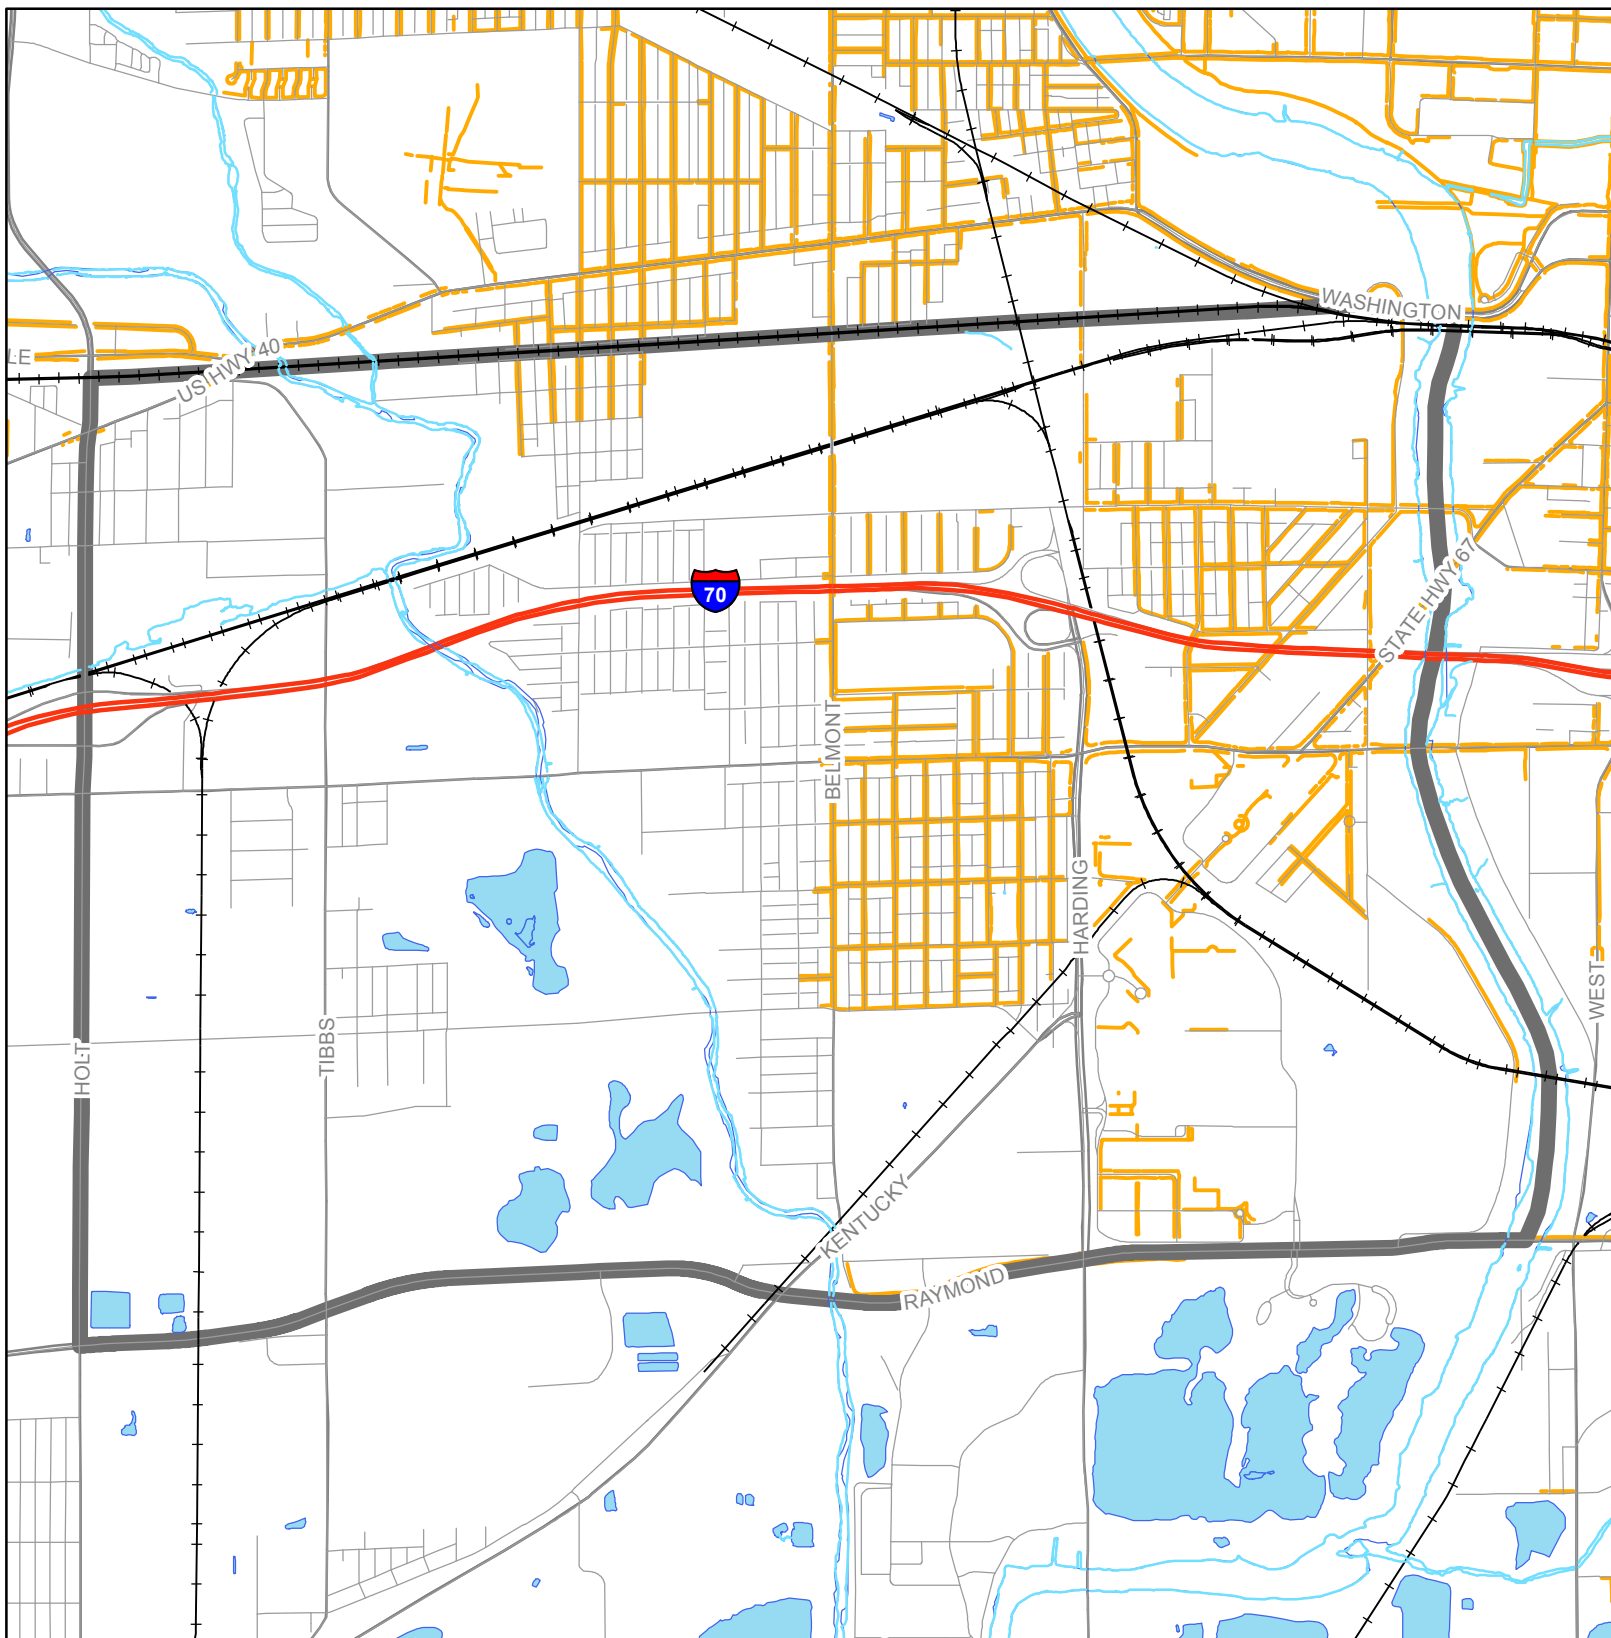 WASHINGTON
LE
US HWY 40
STATE HWY 67
70
BELMONT
HARDING
WEST
TIBBS
HOLT
KENTUCKY
RAYMOND